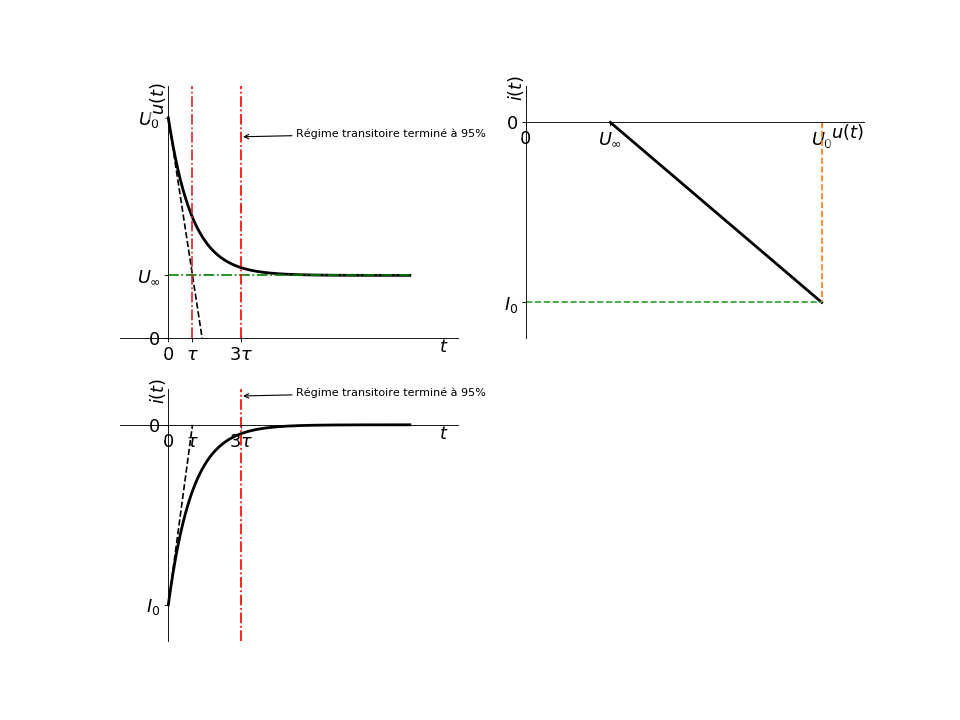 u(t)
U₀
Régime transitoire terminé à 95%
U∞
0
0 τ 3τ
t
i(t)
0
0 U∞ U₀ u(t)
I₀
i(t)
Régime transitoire terminé à 95%
0
0 τ 3τ
t
I₀